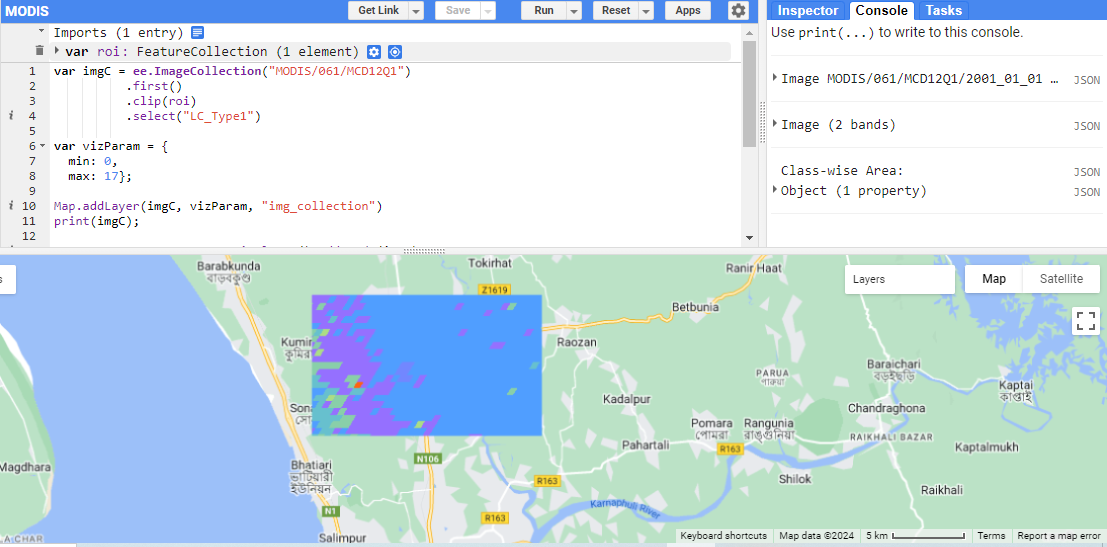 MODIS
Get Link
Save
Run
Reset
Apps
Inspector
Console
Tasks
Imports (1 entry)
var roi: FeatureCollection (1 element)
1 var imgC = ee.ImageCollection("MODIS/061/MCD12Q1")
2 .first()
3 .clip(roi)
i 4 .select("LC_Type1")
5
6 var vizParam = {
7 min: 0,
8 max: 17};
9
i 10 Map.addLayer(imgC, vizParam, "img_collection")
11 print(imgC);
12
Use print(...) to write to this console.
Image MODIS/061/MCD12Q1/2001_01_01 … JSON
Image (2 bands) JSON
Class-wise Area: JSON
Object (1 property) JSON
Barabkunda
বাড়বকুণ্ড
Tokirhat
Z1619
Ranir Haat
Layers
Map
Satellite
Betbunia
Kumir
কুমিরা
Raozan
PARUA
পারুয়া
Baraichari
বড়ইছড়ি
Kaptai
কাপ্তাই
Kadalpur
Sona
সো
Chandraghona
Pomara
পোমরা
Rangunia
রাঙ্গুনিয়া
RAIKHALI BAZAR
Pahartali
R163
Kaptalmukh
N106
Magdhara
Bhatiari
ভাটিয়ারী
ইউনিয়ন
R163
Shilok
Raikhali
Karnaphuli River
N1
R163
Salimpur
A CHAR
Keyboard shortcuts
Map data ©2024
5 km
Terms
Report a map error